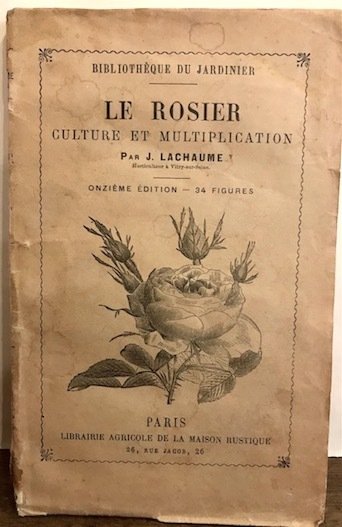 BIBLIOTHÈQUE DU JARDINIER
LE ROSIER
CULTURE ET MULTIPLICATION
PAR J. LACHAUME
Horticulteur à Vitry-sur-Seine.
ONZIÈME ÉDITION — 34 FIGURES
PARIS
LIBRAIRIE AGRICOLE DE LA MAISON RUSTIQUE
26, RUE JACOB, 26